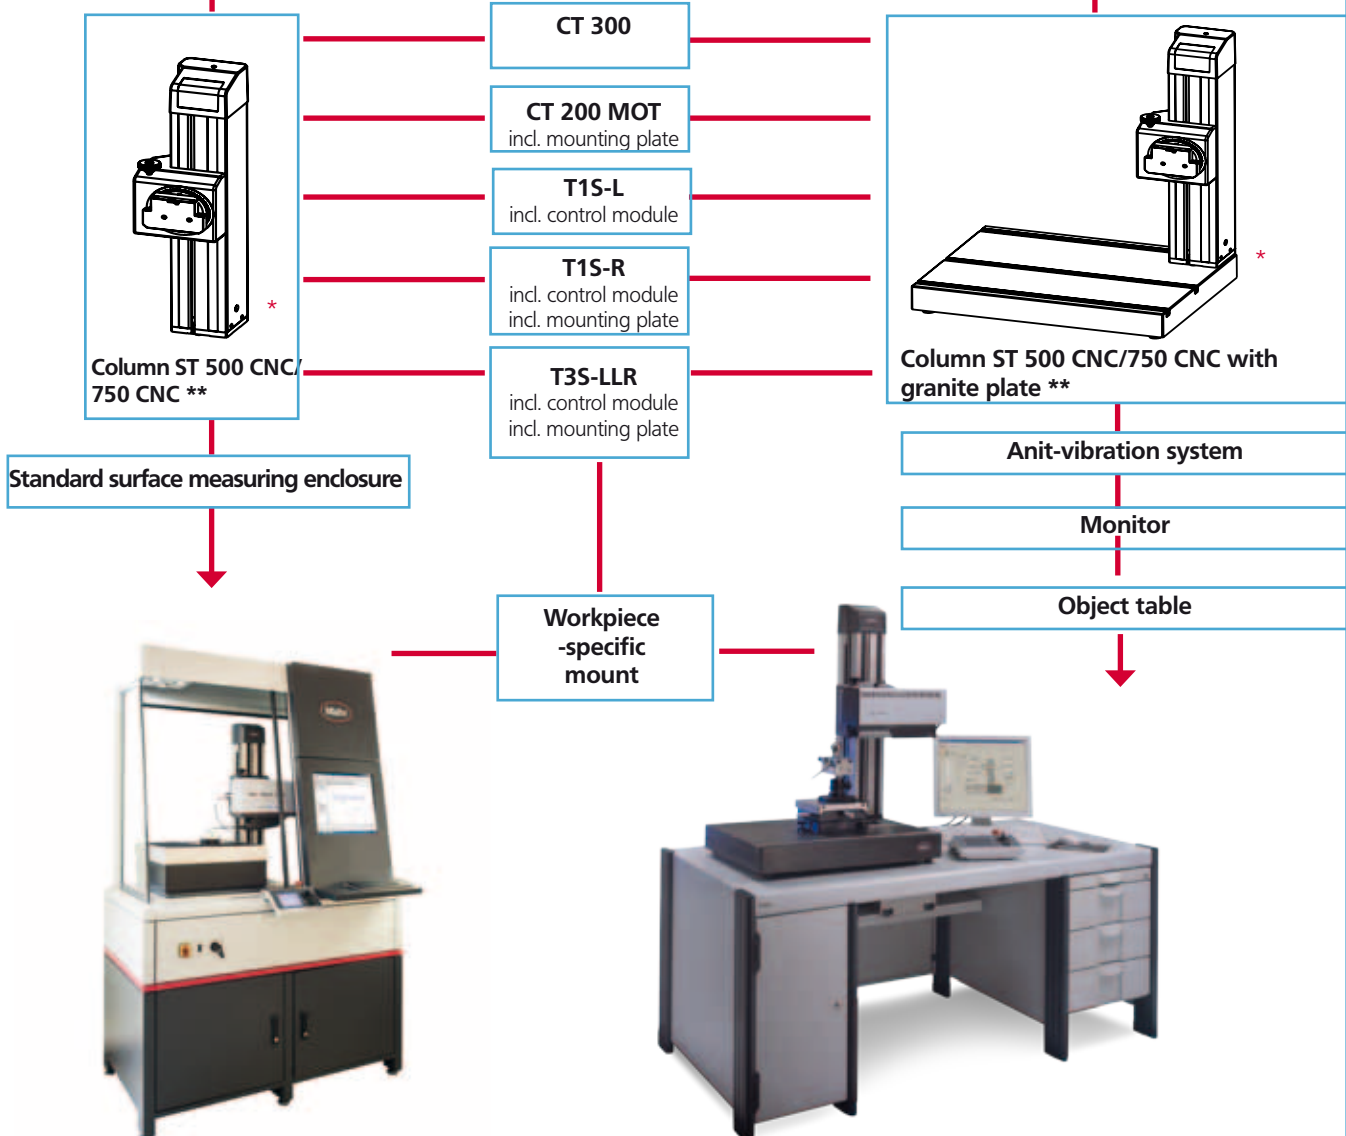 CT 300
CT 200 MOT
incl. mounting plate
T1S-L
incl. control module
T1S-R
incl. control module
incl. mounting plate
T3S-LLR
incl. control module
incl. mounting plate
*
Column ST 500 CNC/
750 CNC **
*
Column ST 500 CNC/750 CNC with
granite plate **
Standard surface measuring enclosure
Anit-vibration system
Monitor
Object table
Workpiece
-specific
mount
Mahr